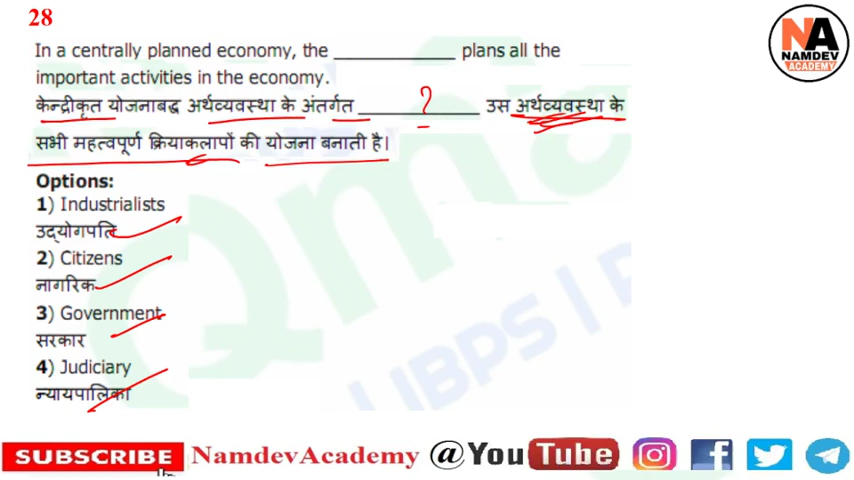 28
In a centrally planned economy, the ____________ plans all the
important activities in the economy.
केन्द्रीकृत योजनाबद्ध अर्थव्यवस्था के अंतर्गत ____________ ? उस अर्थव्यवस्था के
सभी महत्वपूर्ण क्रियाकलापों की योजना बनाती है।
Options:
1) Industrialists
उद्योगपति
2) Citizens
नागरिक
3) Government
सरकार
4) Judiciary
न्यायपालिका
NA
NAMDEV
ACADEMY
IBPS
SUBSCRIBE NamdevAcademy @YouTube